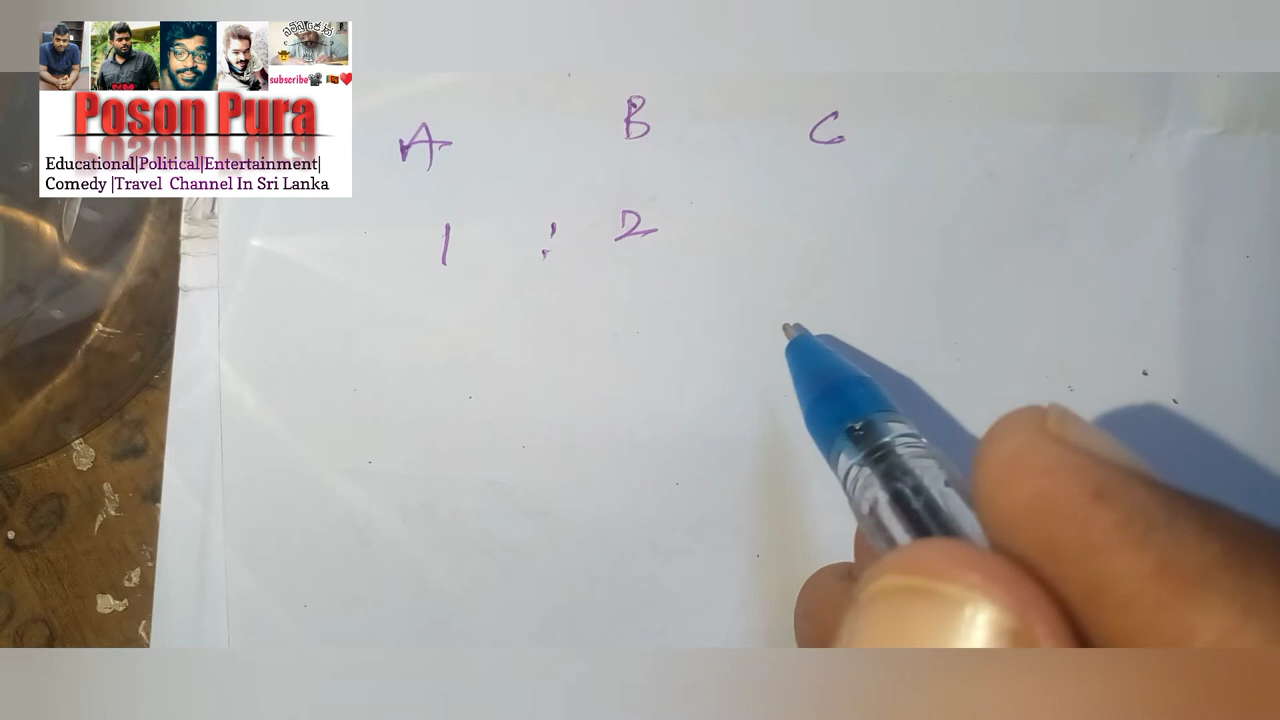 subscribe
Poson Pura
Educational|Political|Entertainment|
Comedy |Travel Channel In Sri Lanka
A B C
1 : 2